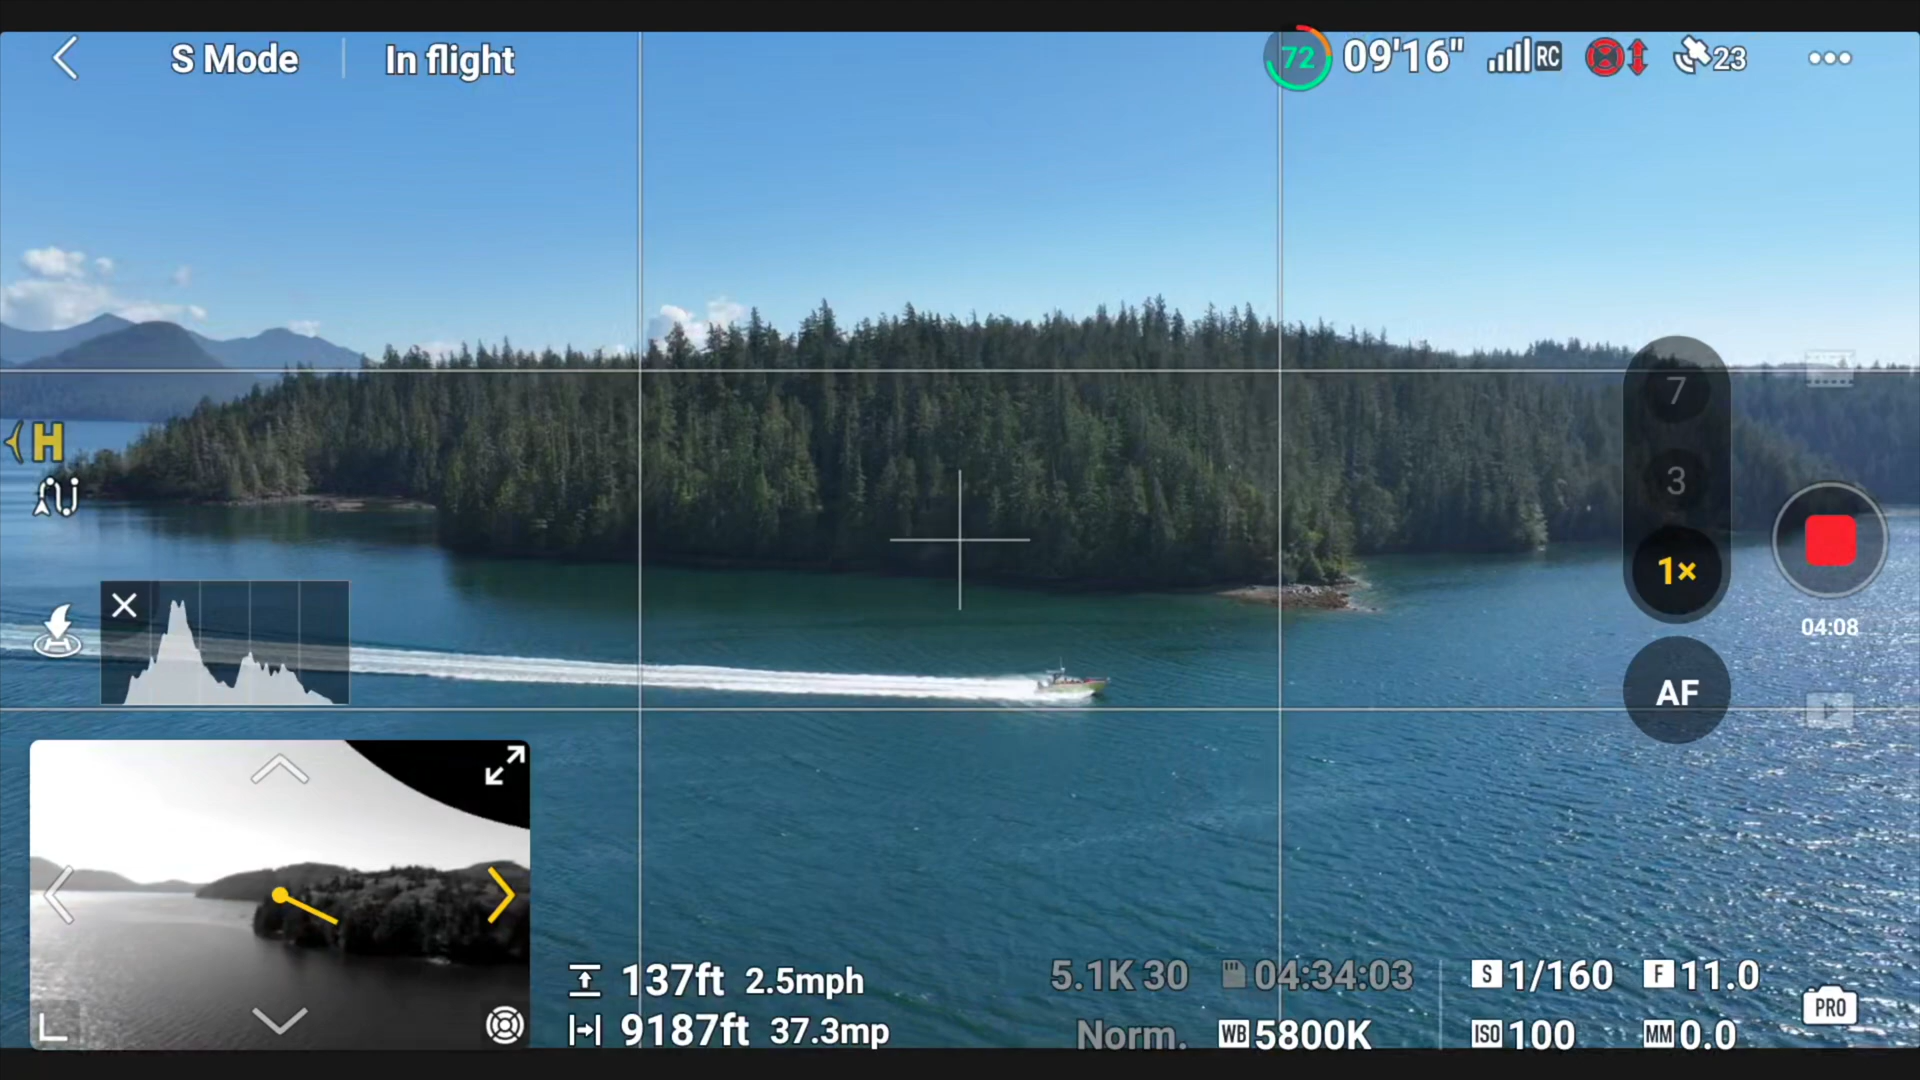 S Mode | In flight 72 09'16" RC 23
7
H
3
1×
04:08
AF
137ft 2.5mph 5.1K 30 04:34:03 S 1/160 F 11.0
9187ft 37.3mp Norm. WB 5800K ISO 100 MM 0.0 PRO
L